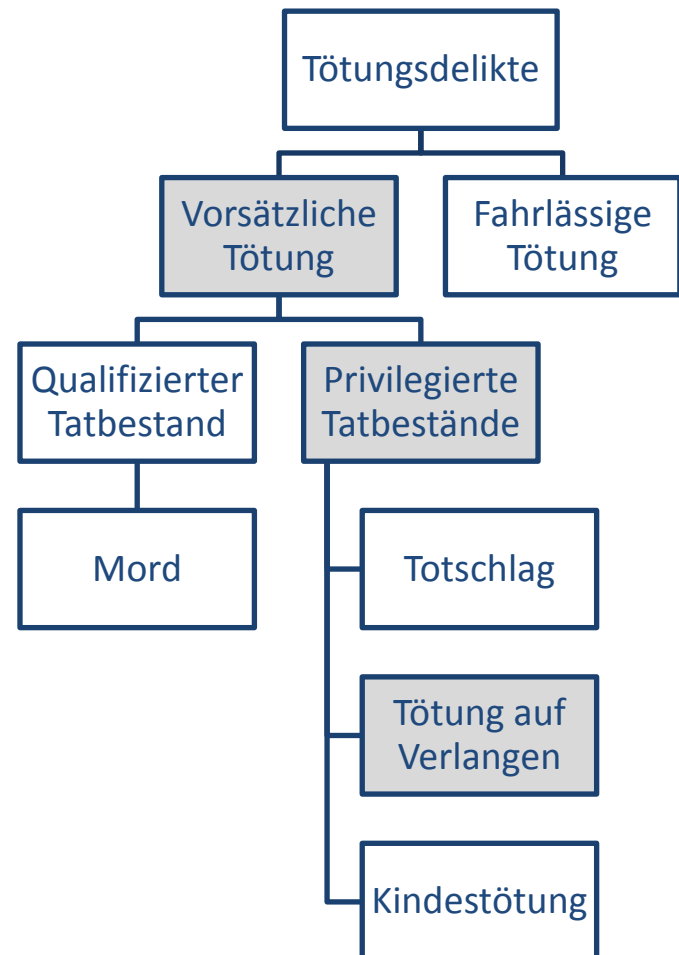 Tötungsdelikte
Vorsätzliche
Tötung
Fahrlässige
Tötung
Qualifizierter
Tatbestand
Privilegierte
Tatbestände
Mord
Totschlag
Tötung auf
Verlangen
Kindestötung